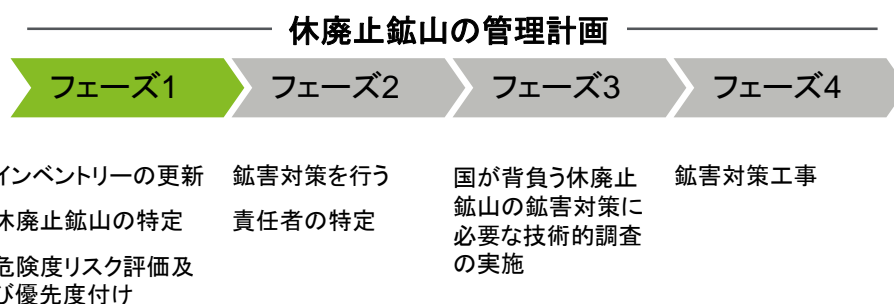 休廃止鉱山の管理計画
フェーズ1
フェーズ2
フェーズ3
フェーズ4
インベントリーの更新
休廃止鉱山の特定
危険度リスク評価及
び優先度付け
鉱害対策を行う
責任者の特定
国が背負う休廃止
鉱山の鉱害対策に
必要な技術的調査
の実施
鉱害対策工事